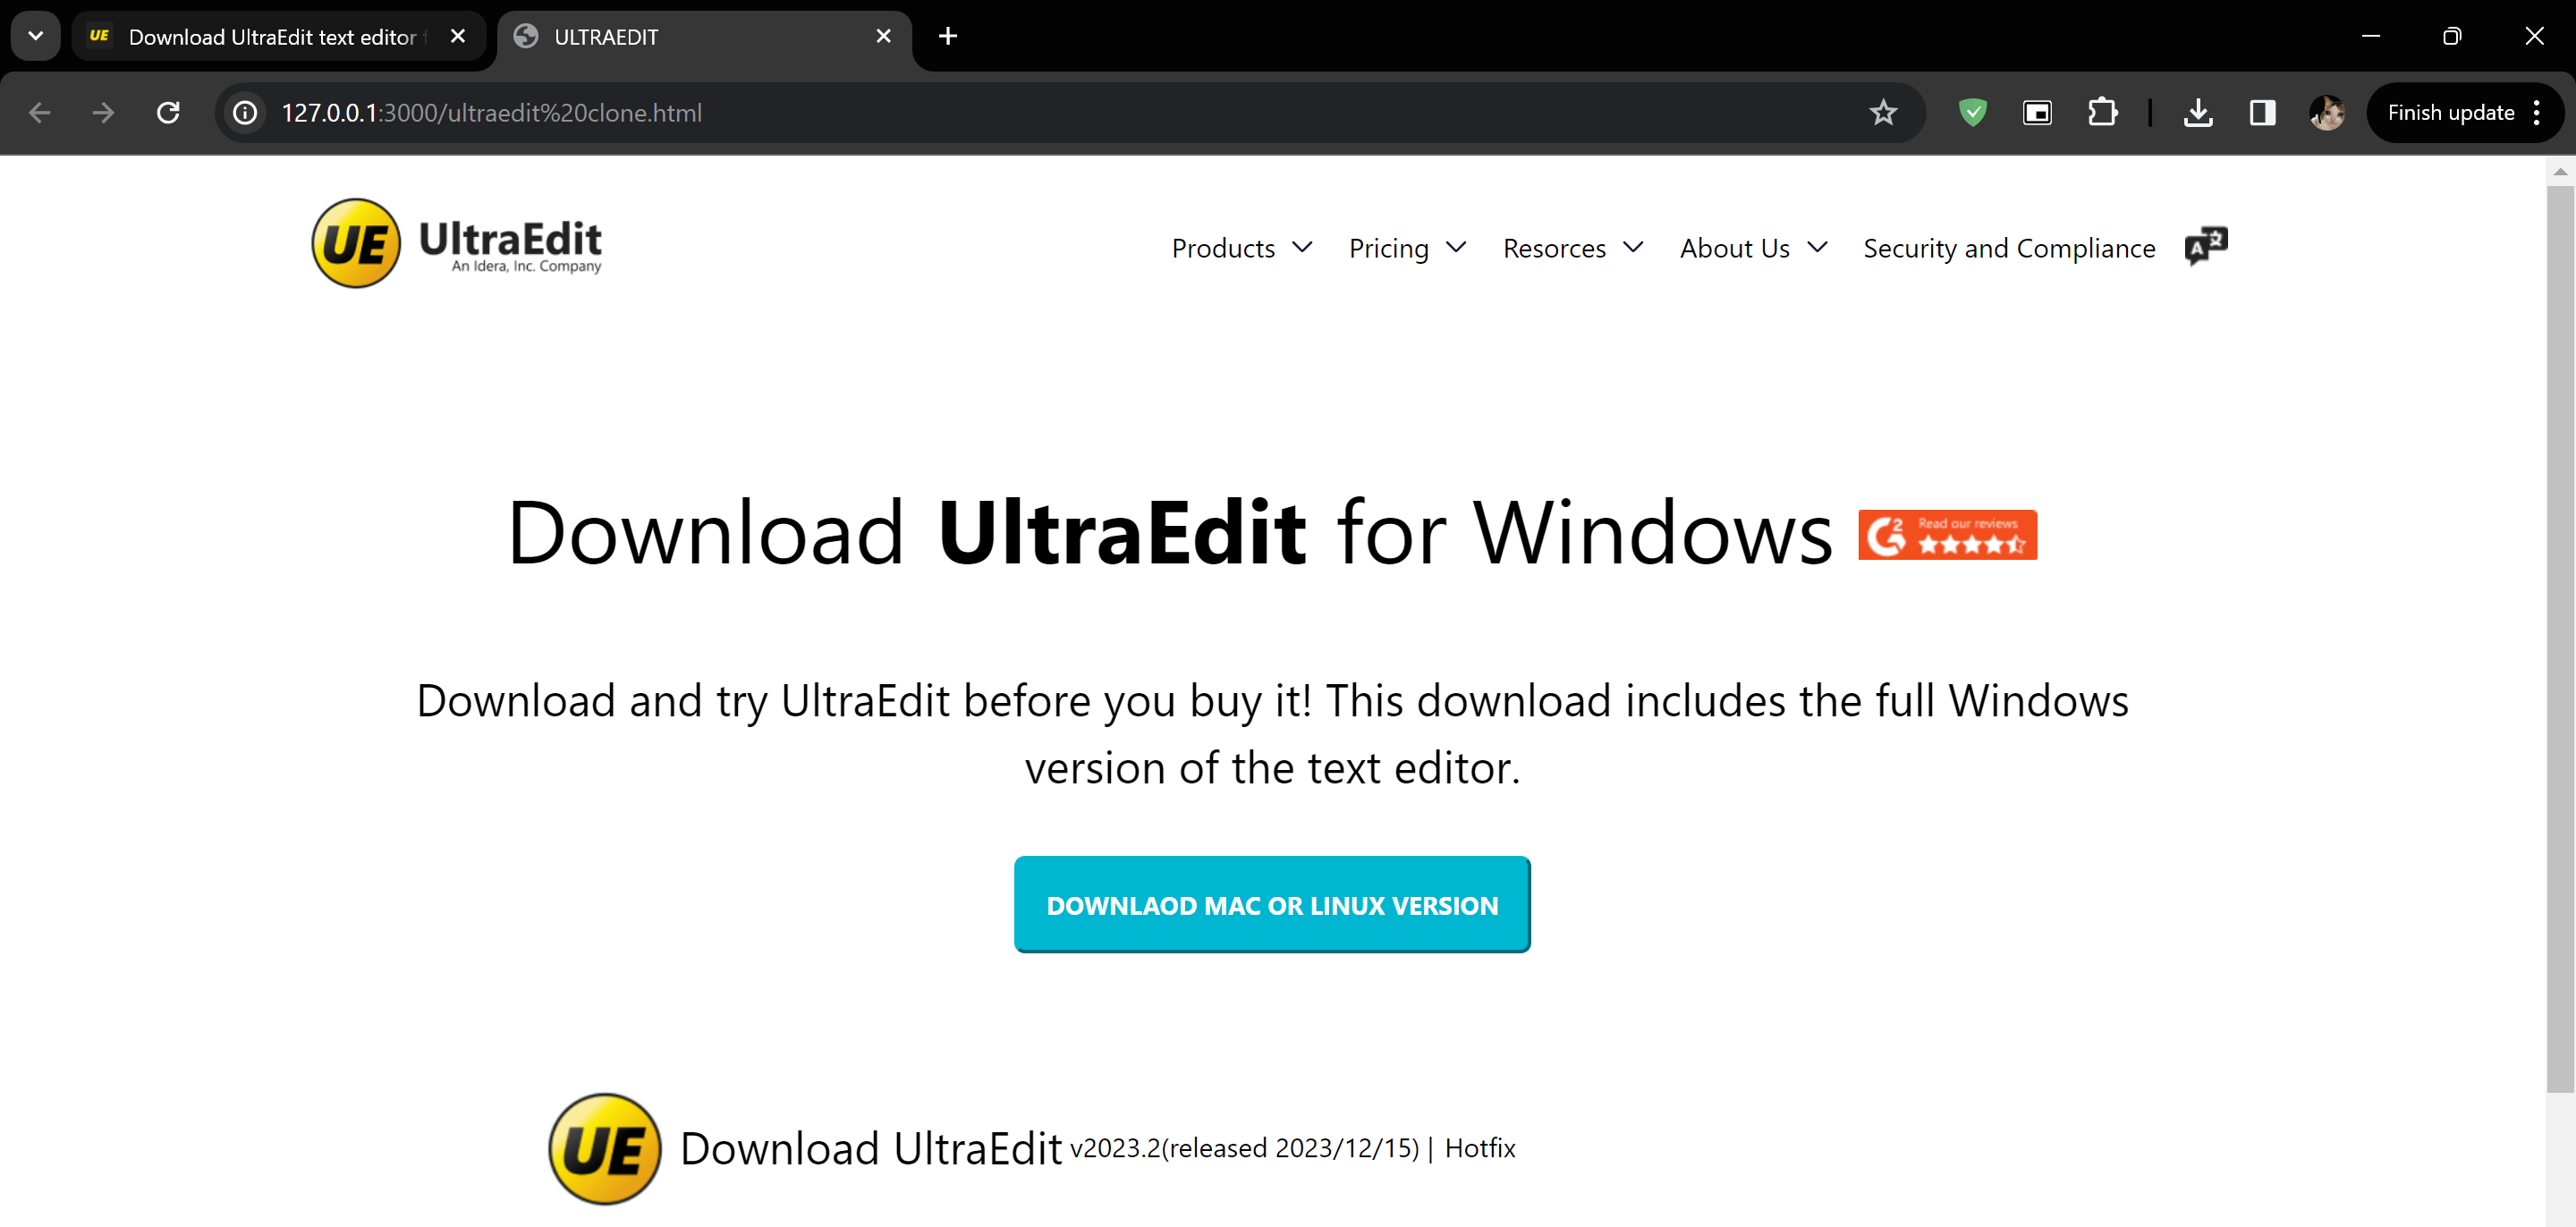 UE Download UltraEdit text editor f
ULTRAEDIT
127.0.0.1:3000/ultraedit%20clone.html
Finish update
UE UltraEdit
An Idera, Inc. Company
Products Pricing Resorces About Us Security and Compliance A
Download UltraEdit for Windows
G2 Read our reviews
Download and try UltraEdit before you buy it! This download includes the full Windows
version of the text editor.
DOWNLAOD MAC OR LINUX VERSION
UE Download UltraEdit v2023.2(released 2023/12/15) | Hotfix